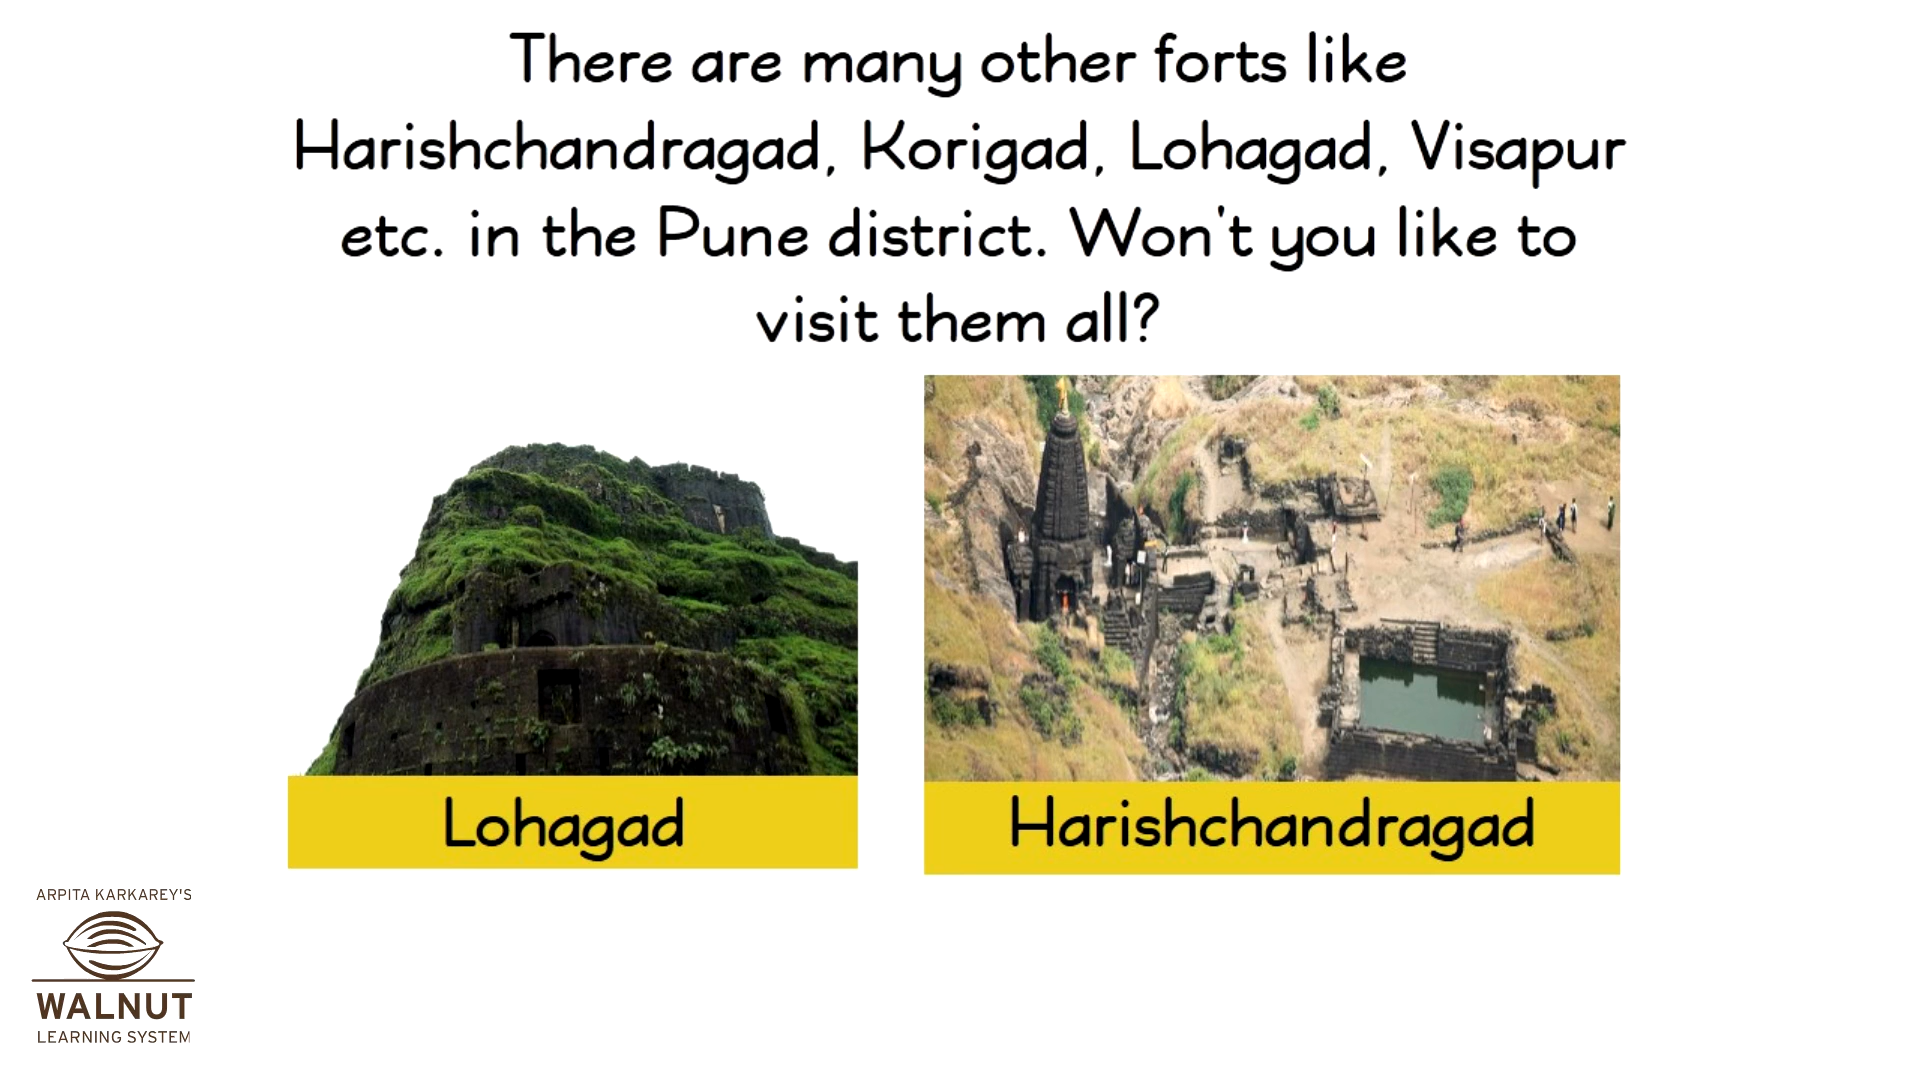 There are many other forts like
Harishchandragad, Korigad, Lohagad, Visapur
etc. in the Pune district. Won't you like to
visit them all?
Lohagad
Harishchandragad
ARPITA KARKAREY'S
WALNUT
LEARNING SYSTEM